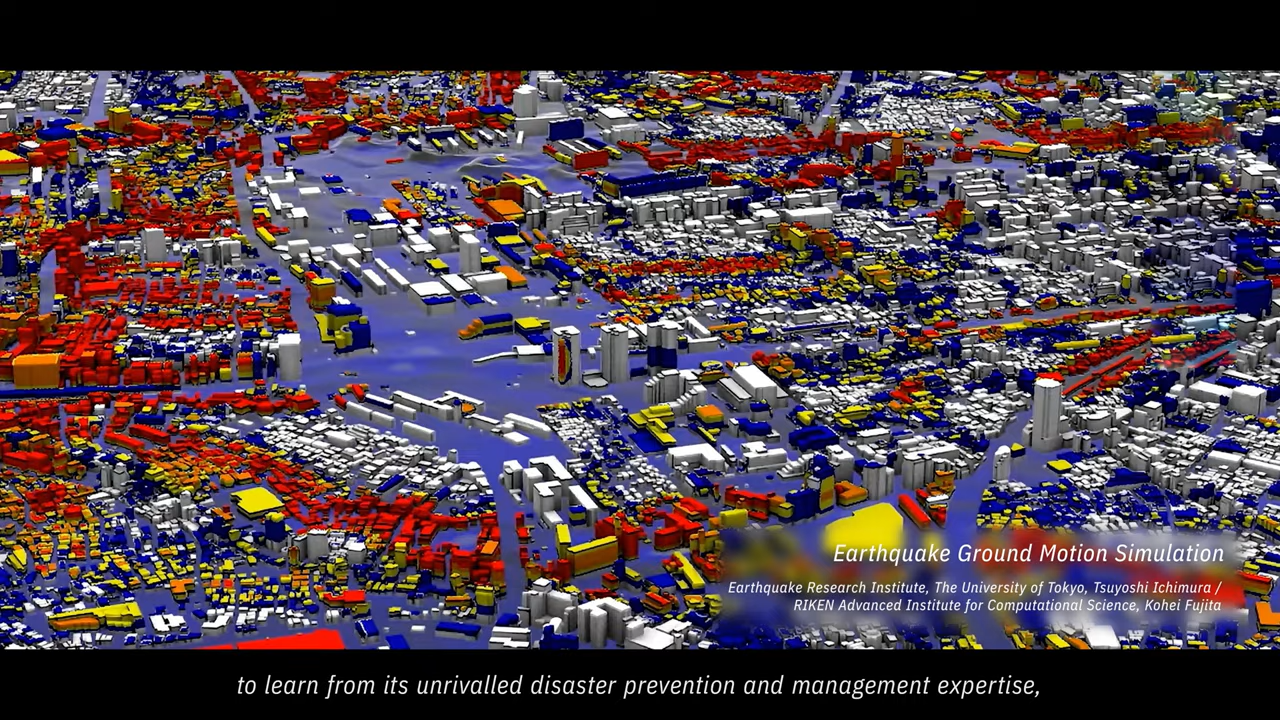 Earthquake Ground Motion Simulation
Earthquake Research Institute, The University of Tokyo, Tsuyoshi Ichimura /
RIKEN Advanced Institute for Computational Science, Kohei Fujita
to learn from its unrivalled disaster prevention and management expertise,